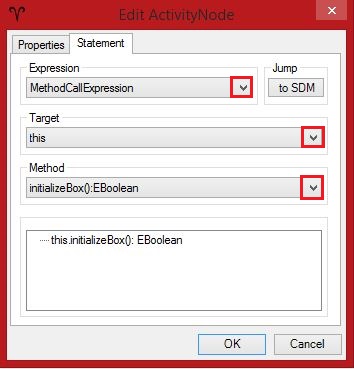 Edit ActivityNode
Properties Statement
Expression Jump
MethodCallExpression to SDM
Target
this
Method
initializeBox():EBoolean
this.initializeBox(): EBoolean
OK Cancel